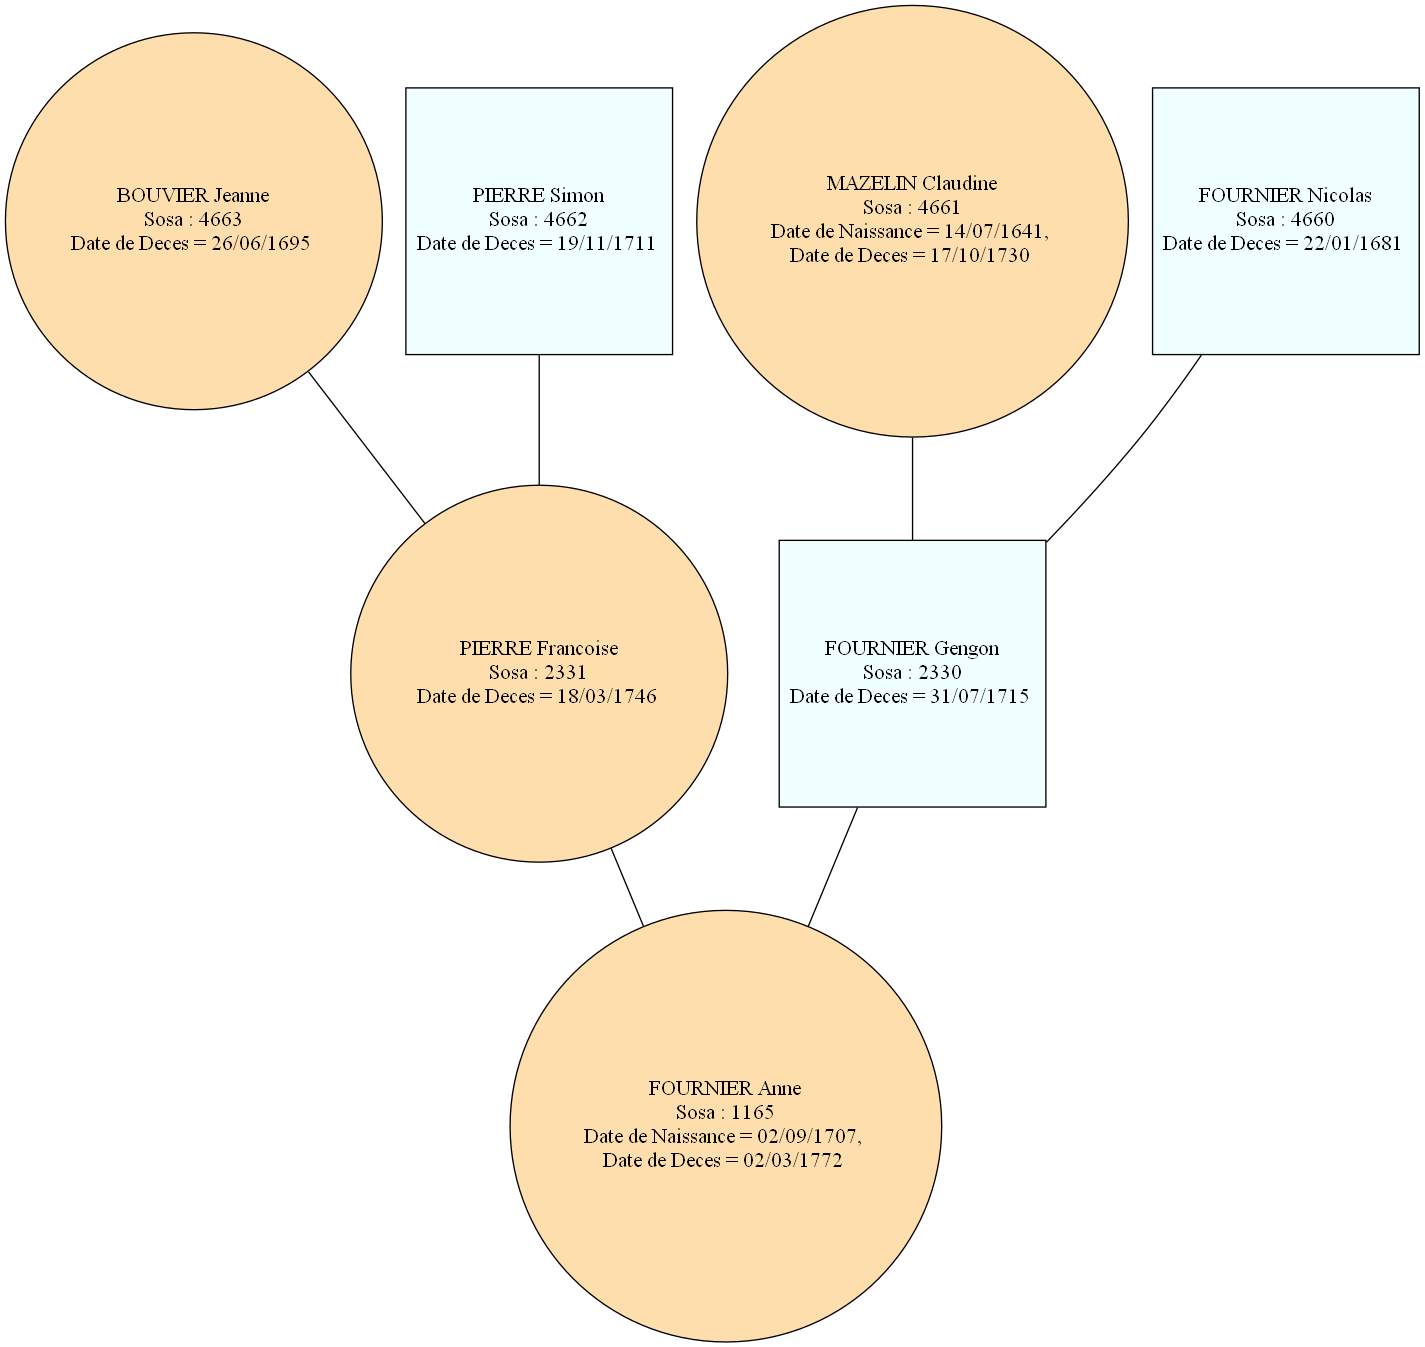 BOUVIER Jeanne
Sosa : 4663
Date de Deces = 26/06/1695
PIERRE Simon
Sosa : 4662
Date de Deces = 19/11/1711
MAZELIN Claudine
Sosa : 4661
Date de Naissance = 14/07/1641,
Date de Deces = 17/10/1730
FOURNIER Nicolas
Sosa : 4660
Date de Deces = 22/01/1681
PIERRE Francoise
Sosa : 2331
Date de Deces = 18/03/1746
FOURNIER Gengon
Sosa : 2330
Date de Deces = 31/07/1715
FOURNIER Anne
Sosa : 1165
Date de Naissance = 02/09/1707,
Date de Deces = 02/03/1772